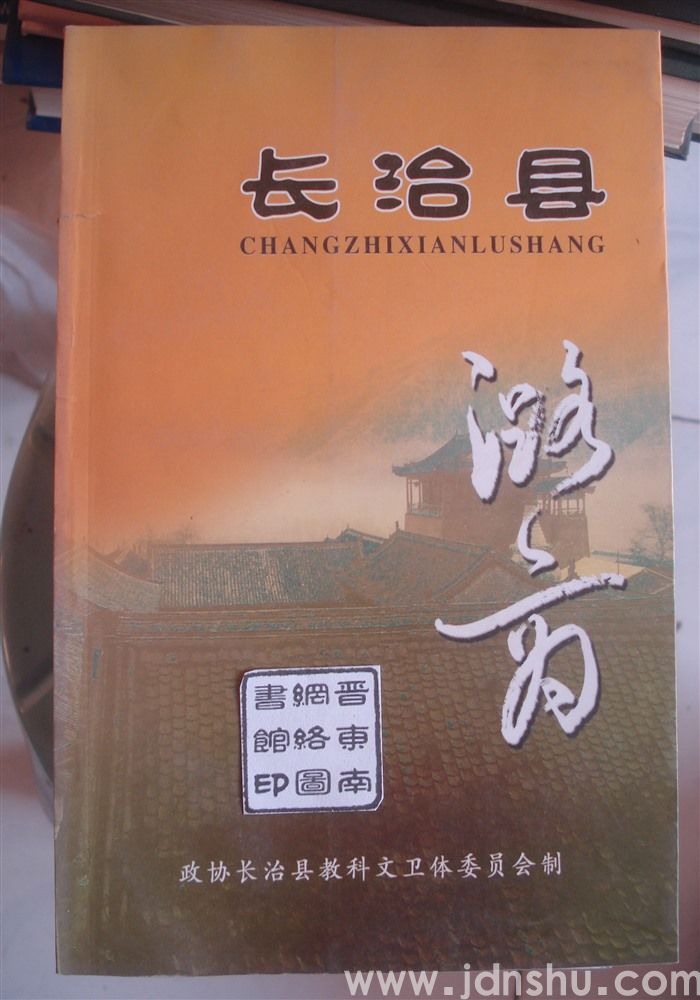 长治县
CHANGZHIXIANLUSHANG
潞商
晋東南
網絡圖
書館印
政协长治县教科文卫体委员会制
www.jdnshu.com